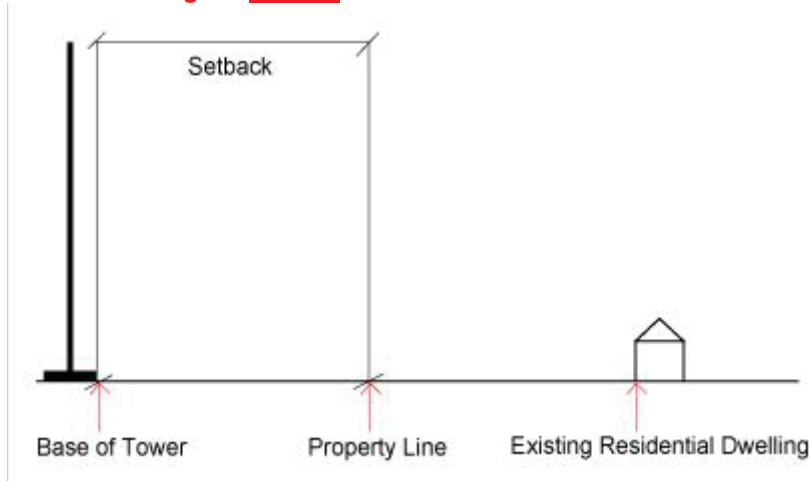 Setback
Base of Tower
Property Line
Existing Residential Dwelling